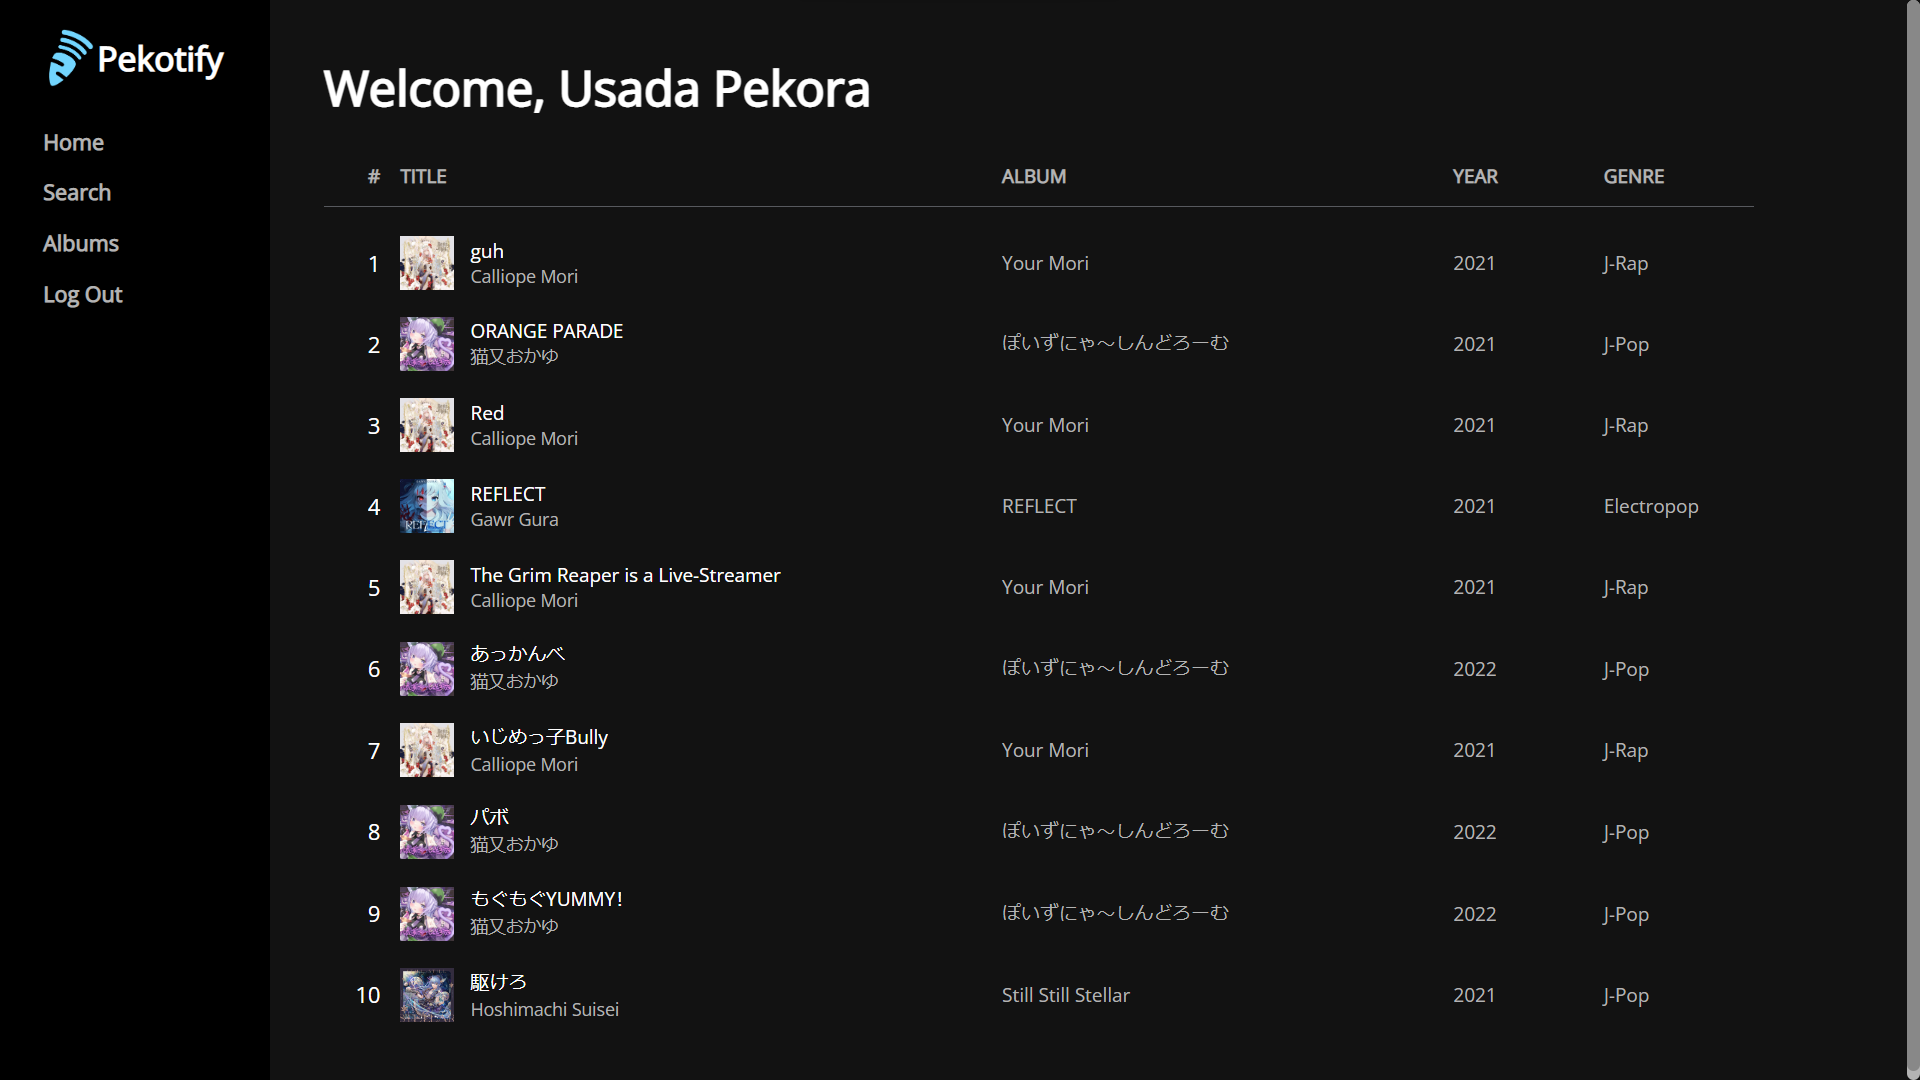 Pekotify
Home
Search
Albums
Log Out
Welcome, Usada Pekora
# TITLE ALBUM YEAR GENRE
1 guh Your Mori 2021 J-Rap
Calliope Mori
2 ORANGE PARADE ぽいずにゃ～しんどろーむ 2021 J-Pop
猫又おかゆ
3 Red Your Mori 2021 J-Rap
Calliope Mori
4 REFLECT REFLECT 2021 Electropop
Gawr Gura
REFLECT
5 The Grim Reaper is a Live-Streamer Your Mori 2021 J-Rap
Calliope Mori
6 あっかんべ ぽいずにゃ～しんどろーむ 2022 J-Pop
猫又おかゆ
7 いじめっ子Bully Your Mori 2021 J-Rap
Calliope Mori
8 パボ ぽいずにゃ～しんどろーむ 2022 J-Pop
猫又おかゆ
9 もぐもぐYUMMY! ぽいずにゃ～しんどろーむ 2022 J-Pop
猫又おかゆ
10 駆けろ Still Still Stellar 2021 J-Pop
Hoshimachi Suisei